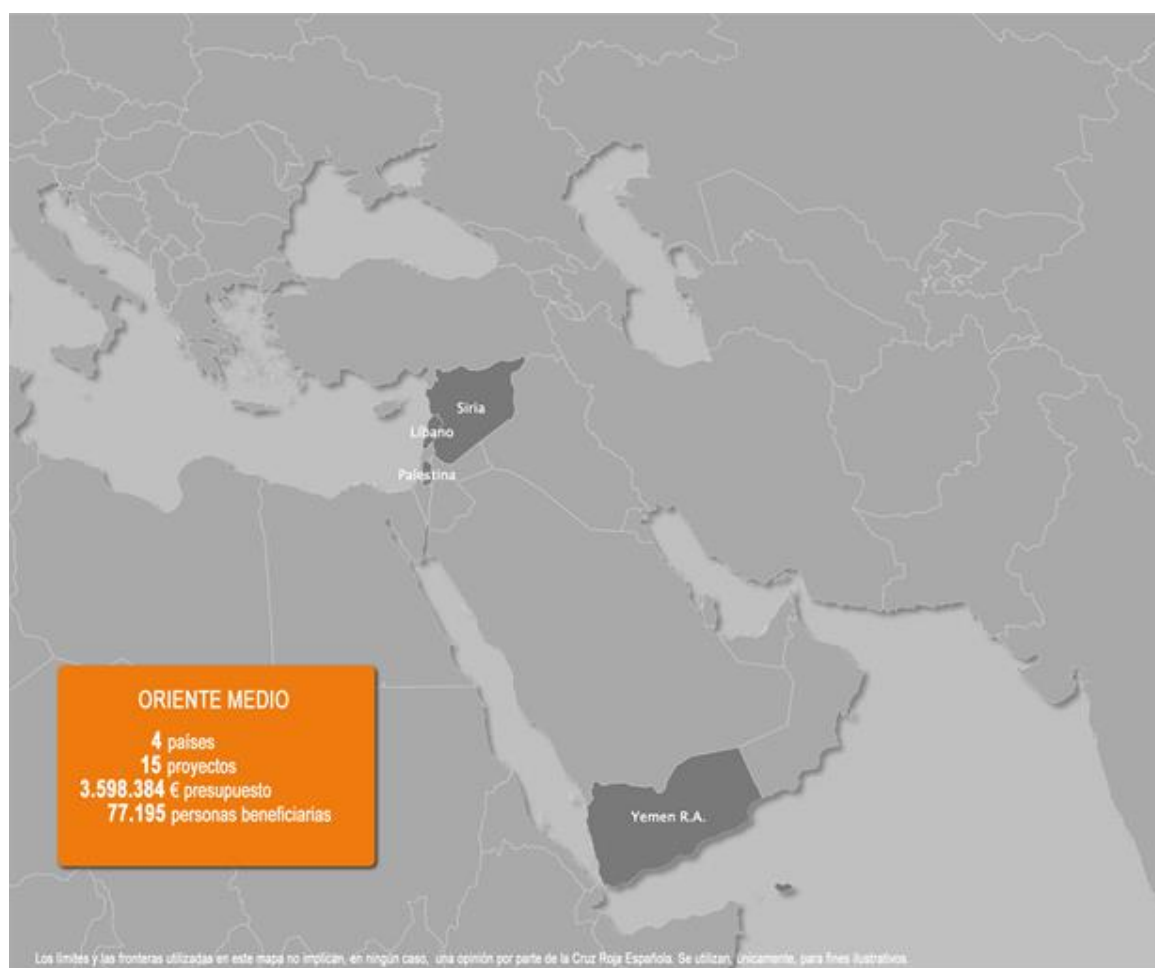 Siria
Líbano
Palestina
ORIENTE MEDIO
4 países
15 proyectos
3.598.384 € presupuesto
77.195 personas beneficiarias
Yemen R.A.
Los límites y las fronteras utilizadas en este mapa no implican, en ningún caso, una opinión por parte de la Cruz Roja Española. Se utilizan, únicamente, para fines ilustrativos.